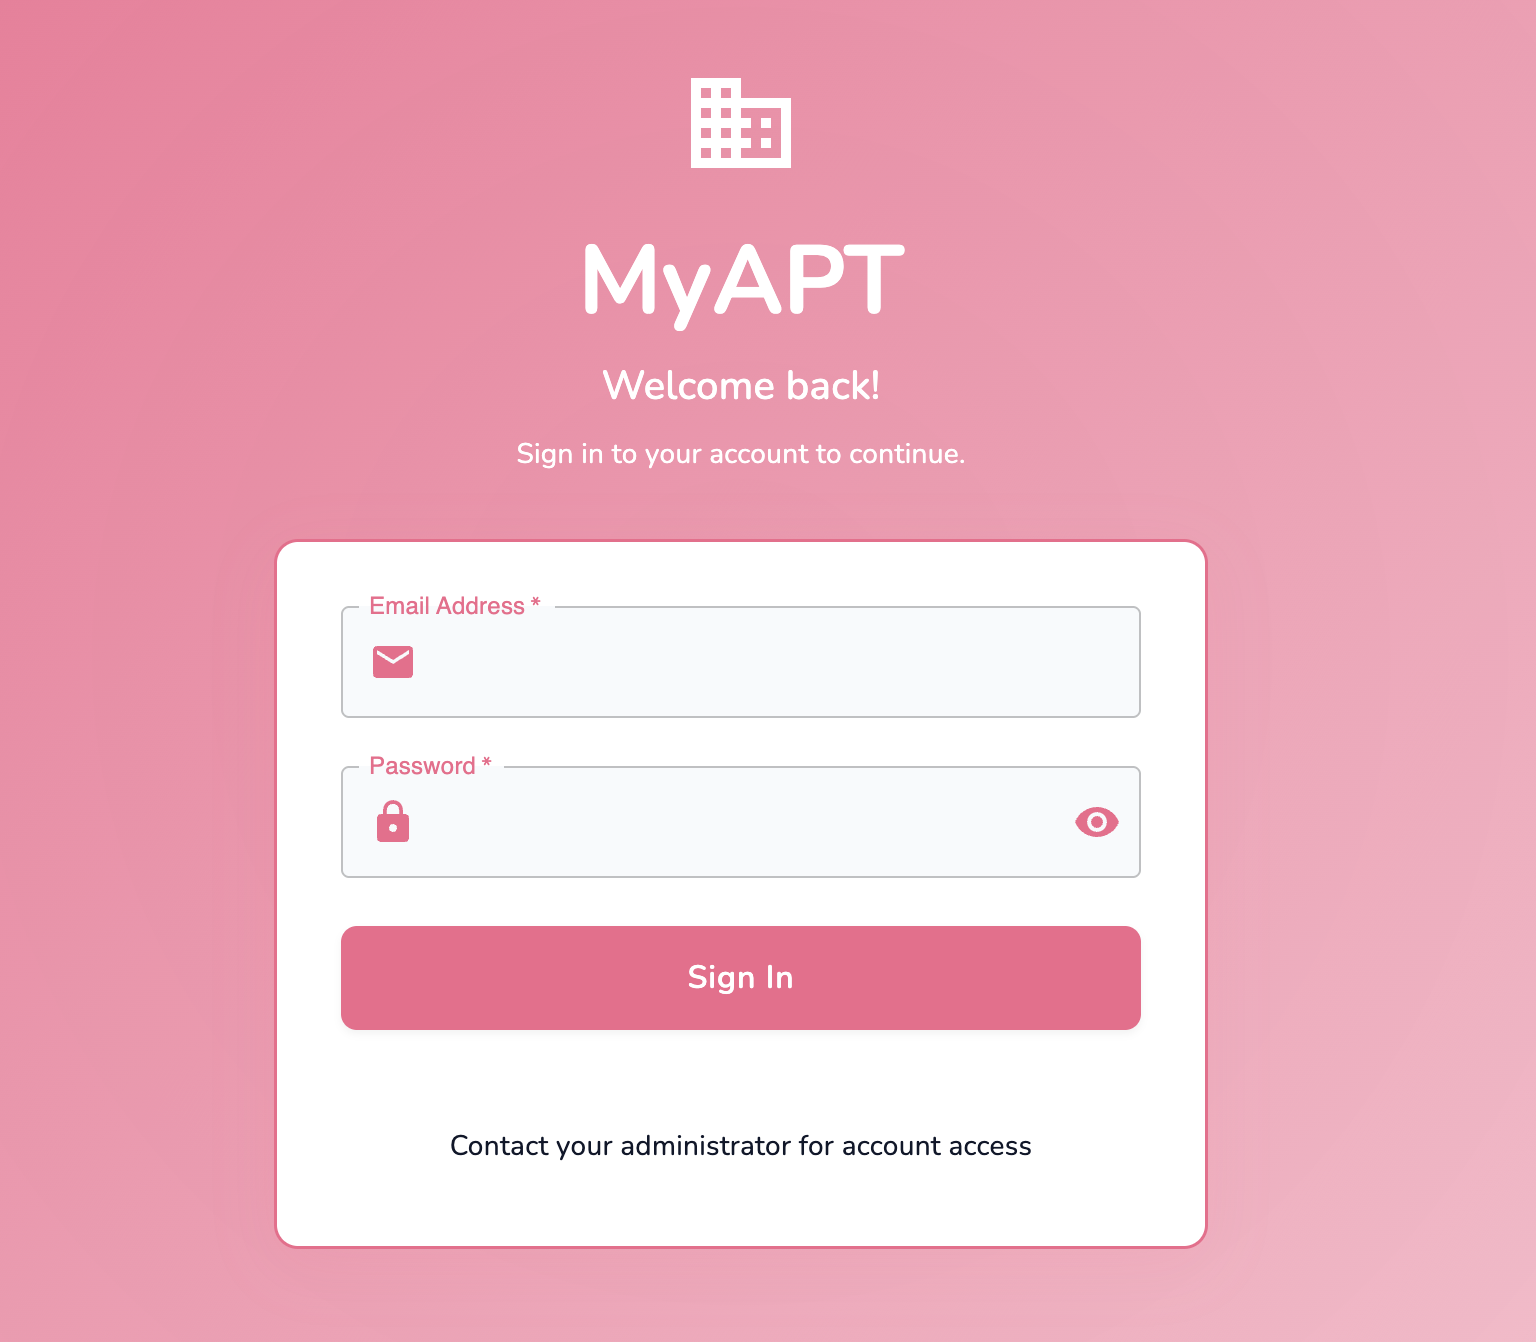 MyAPT
Welcome back!
Sign in to your account to continue.
Email Address *
Password *
Sign In
Contact your administrator for account access